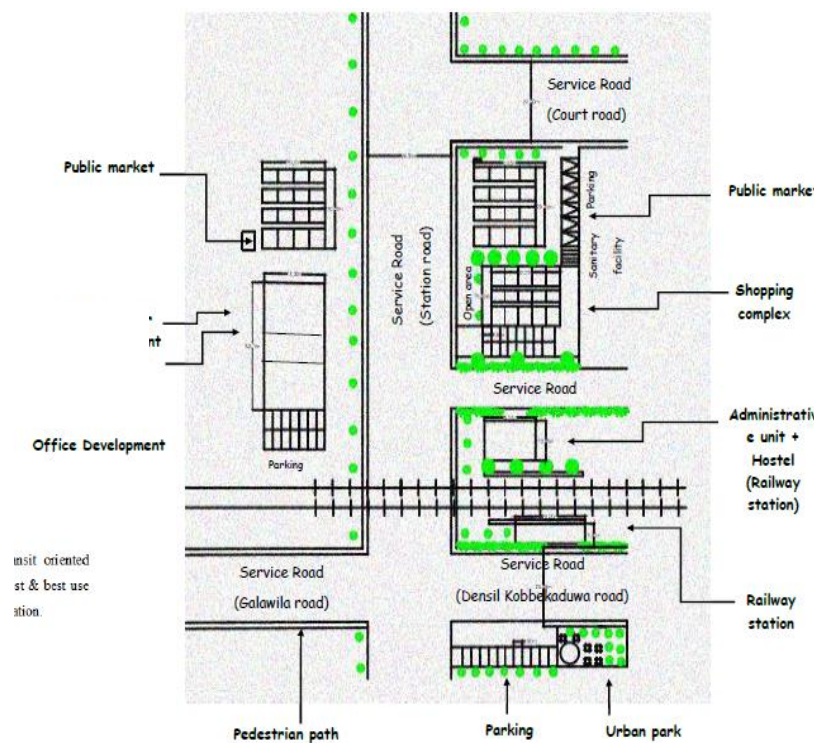 Service Road
(Court road)
Public market
Public market
Parking
Sanitary
facility
Service Road
(Station road)
Open area
Shopping
complex
Service Road
Office Development
Parking
Administrativ
e unit +
Hostel
(Railway
station)
nsit oriented
st & best use
ation.
Service Road
(Galawila road)
Service Road
(Densil Kobbekaduwa road)
Railway
station
Pedestrian path
Parking
Urban park